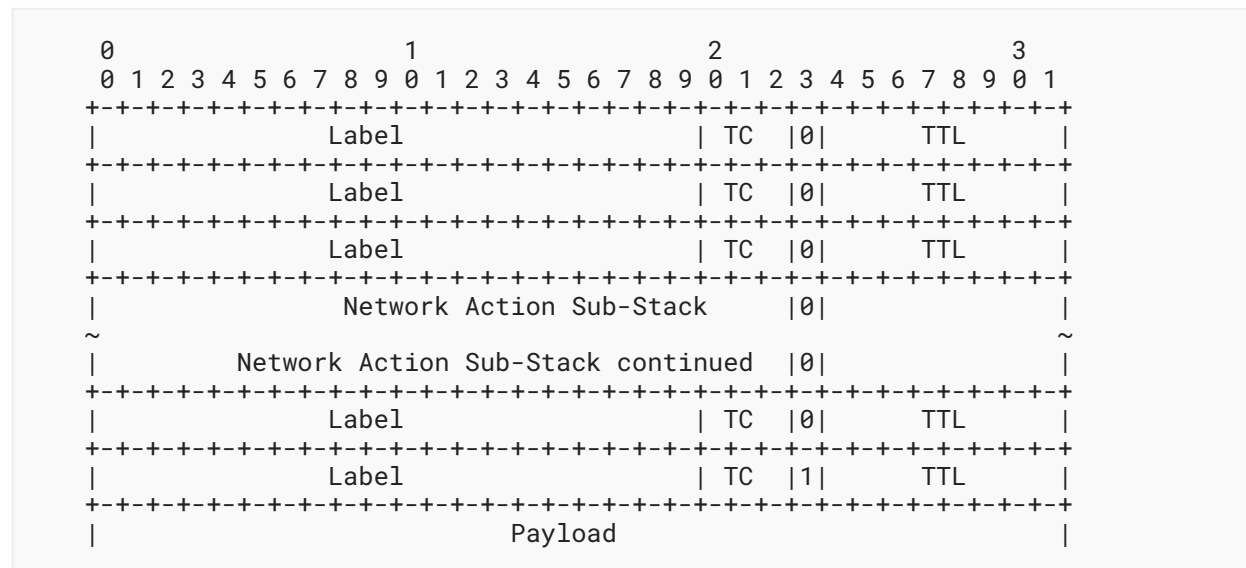 0                   1                   2                   3
 0 1 2 3 4 5 6 7 8 9 0 1 2 3 4 5 6 7 8 9 0 1 2 3 4 5 6 7 8 9 0 1
+-+-+-+-+-+-+-+-+-+-+-+-+-+-+-+-+-+-+-+-+-+-+-+-+-+-+-+-+-+-+-+-+
|               Label                   | TC  |0|      TTL      |
+-+-+-+-+-+-+-+-+-+-+-+-+-+-+-+-+-+-+-+-+-+-+-+-+-+-+-+-+-+-+-+-+
|               Label                   | TC  |0|      TTL      |
+-+-+-+-+-+-+-+-+-+-+-+-+-+-+-+-+-+-+-+-+-+-+-+-+-+-+-+-+-+-+-+-+
|               Label                   | TC  |0|      TTL      |
+-+-+-+-+-+-+-+-+-+-+-+-+-+-+-+-+-+-+-+-+-+-+-+-+-+-+-+-+-+-+-+-+
|                Network Action Sub-Stack     |0|               |
~                                                               ~
|         Network Action Sub-Stack continued  |0|               |
+-+-+-+-+-+-+-+-+-+-+-+-+-+-+-+-+-+-+-+-+-+-+-+-+-+-+-+-+-+-+-+-+
|               Label                   | TC  |0|      TTL      |
+-+-+-+-+-+-+-+-+-+-+-+-+-+-+-+-+-+-+-+-+-+-+-+-+-+-+-+-+-+-+-+-+
|               Label                   | TC  |1|      TTL      |
+-+-+-+-+-+-+-+-+-+-+-+-+-+-+-+-+-+-+-+-+-+-+-+-+-+-+-+-+-+-+-+-+
|                           Payload                             |